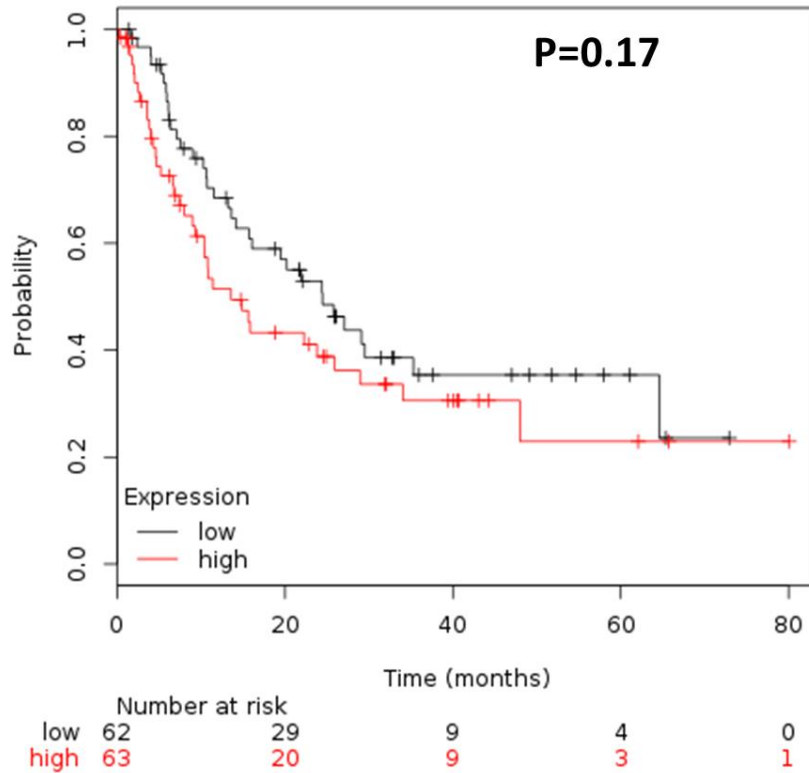 P=0.17
Probability
1.0
0.8
0.6
0.4
0.2
0.0
Expression
low
high
0 20 40 60 80
Time (months)
Number at risk
low 62 29 9 4 0
high 63 20 9 3 1